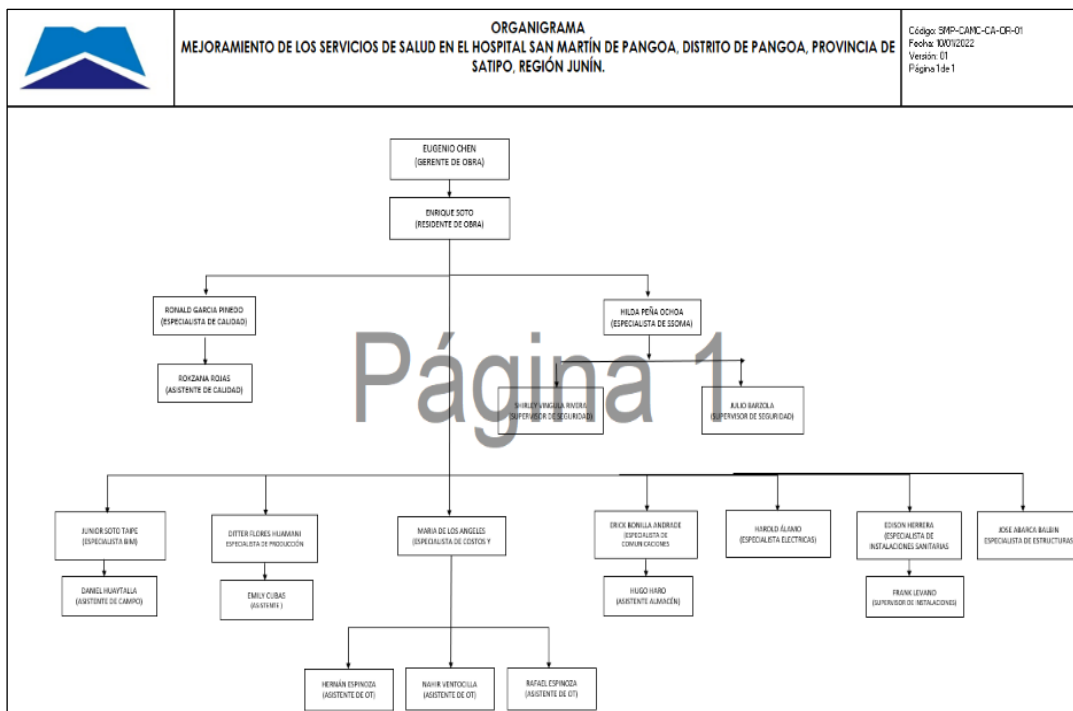 ORGANIGRAMA
MEJORAMIENTO DE LOS SERVICIOS DE SALUD EN EL HOSPITAL SAN MARTÍN DE PANGOA, DISTRITO DE PANGOA, PROVINCIA DE
SATIPO, REGIÓN JUNÍN.
Código: SMP-CAMC-CA-OR-01
Fecha: 10/01/2022
Versión: 01
Página 1 de 1
EUGENIO CHEN
(GERENTE DE OBRA)
ENRIQUE SOTO
(RESIDENTE DE OBRA)
RONALD GARCIA PINEDO
(ESPECIALISTA DE CALIDAD)
HILDA PEÑA OCHOA
(ESPECIALISTA DE SSOMA)
Página 1
ROXZANA ROJAS
(ASISTENTE DE CALIDAD)
SHIRLEY VINGULA RIVERA
(SUPERVISOR DE SEGURIDAD)
JULIO BARZOLA
(SUPERVISOR DE SEGURIDAD)
JUNIOR SOTO TAIPE
(ESPECIALISTA BIM)
DITTER FLORES HUAMANI
ESPECIALISTA DE PRODUCCIÓN
MARIA DE LOS ANGELES
(ESPECIALISTA DE COSTOS Y
ERICK BONILLA ANDRADE
(ESPECIALISTA DE
COMUNICACIONES
HAROLD ÁLAMO
(ESPECIALISTA ELECTRICAS)
EDISON HERRERA
(ESPECIALISTA DE
INSTALACIONES SANITARIAS
JOSE ABARCA BALBIN
ESPECIALISTA DE ESTRUCTURAS
DANIEL HUAYTALLA
(ASISTENTE DE CAMPO)
EMILY CUBAS
(ASISTENTE )
HUGO HARO
(ASISTENTE ALMACÉN)
FRANK LEVANO
(SUPERVISOR DE INSTALACIONES)
HERNÁN ESPINOZA
(ASISTENTE DE OT)
NAHIR VENTOCILLA
(ASISTENTE DE OT)
RAFAEL ESPINOZA
(ASISTENTE DE OT)